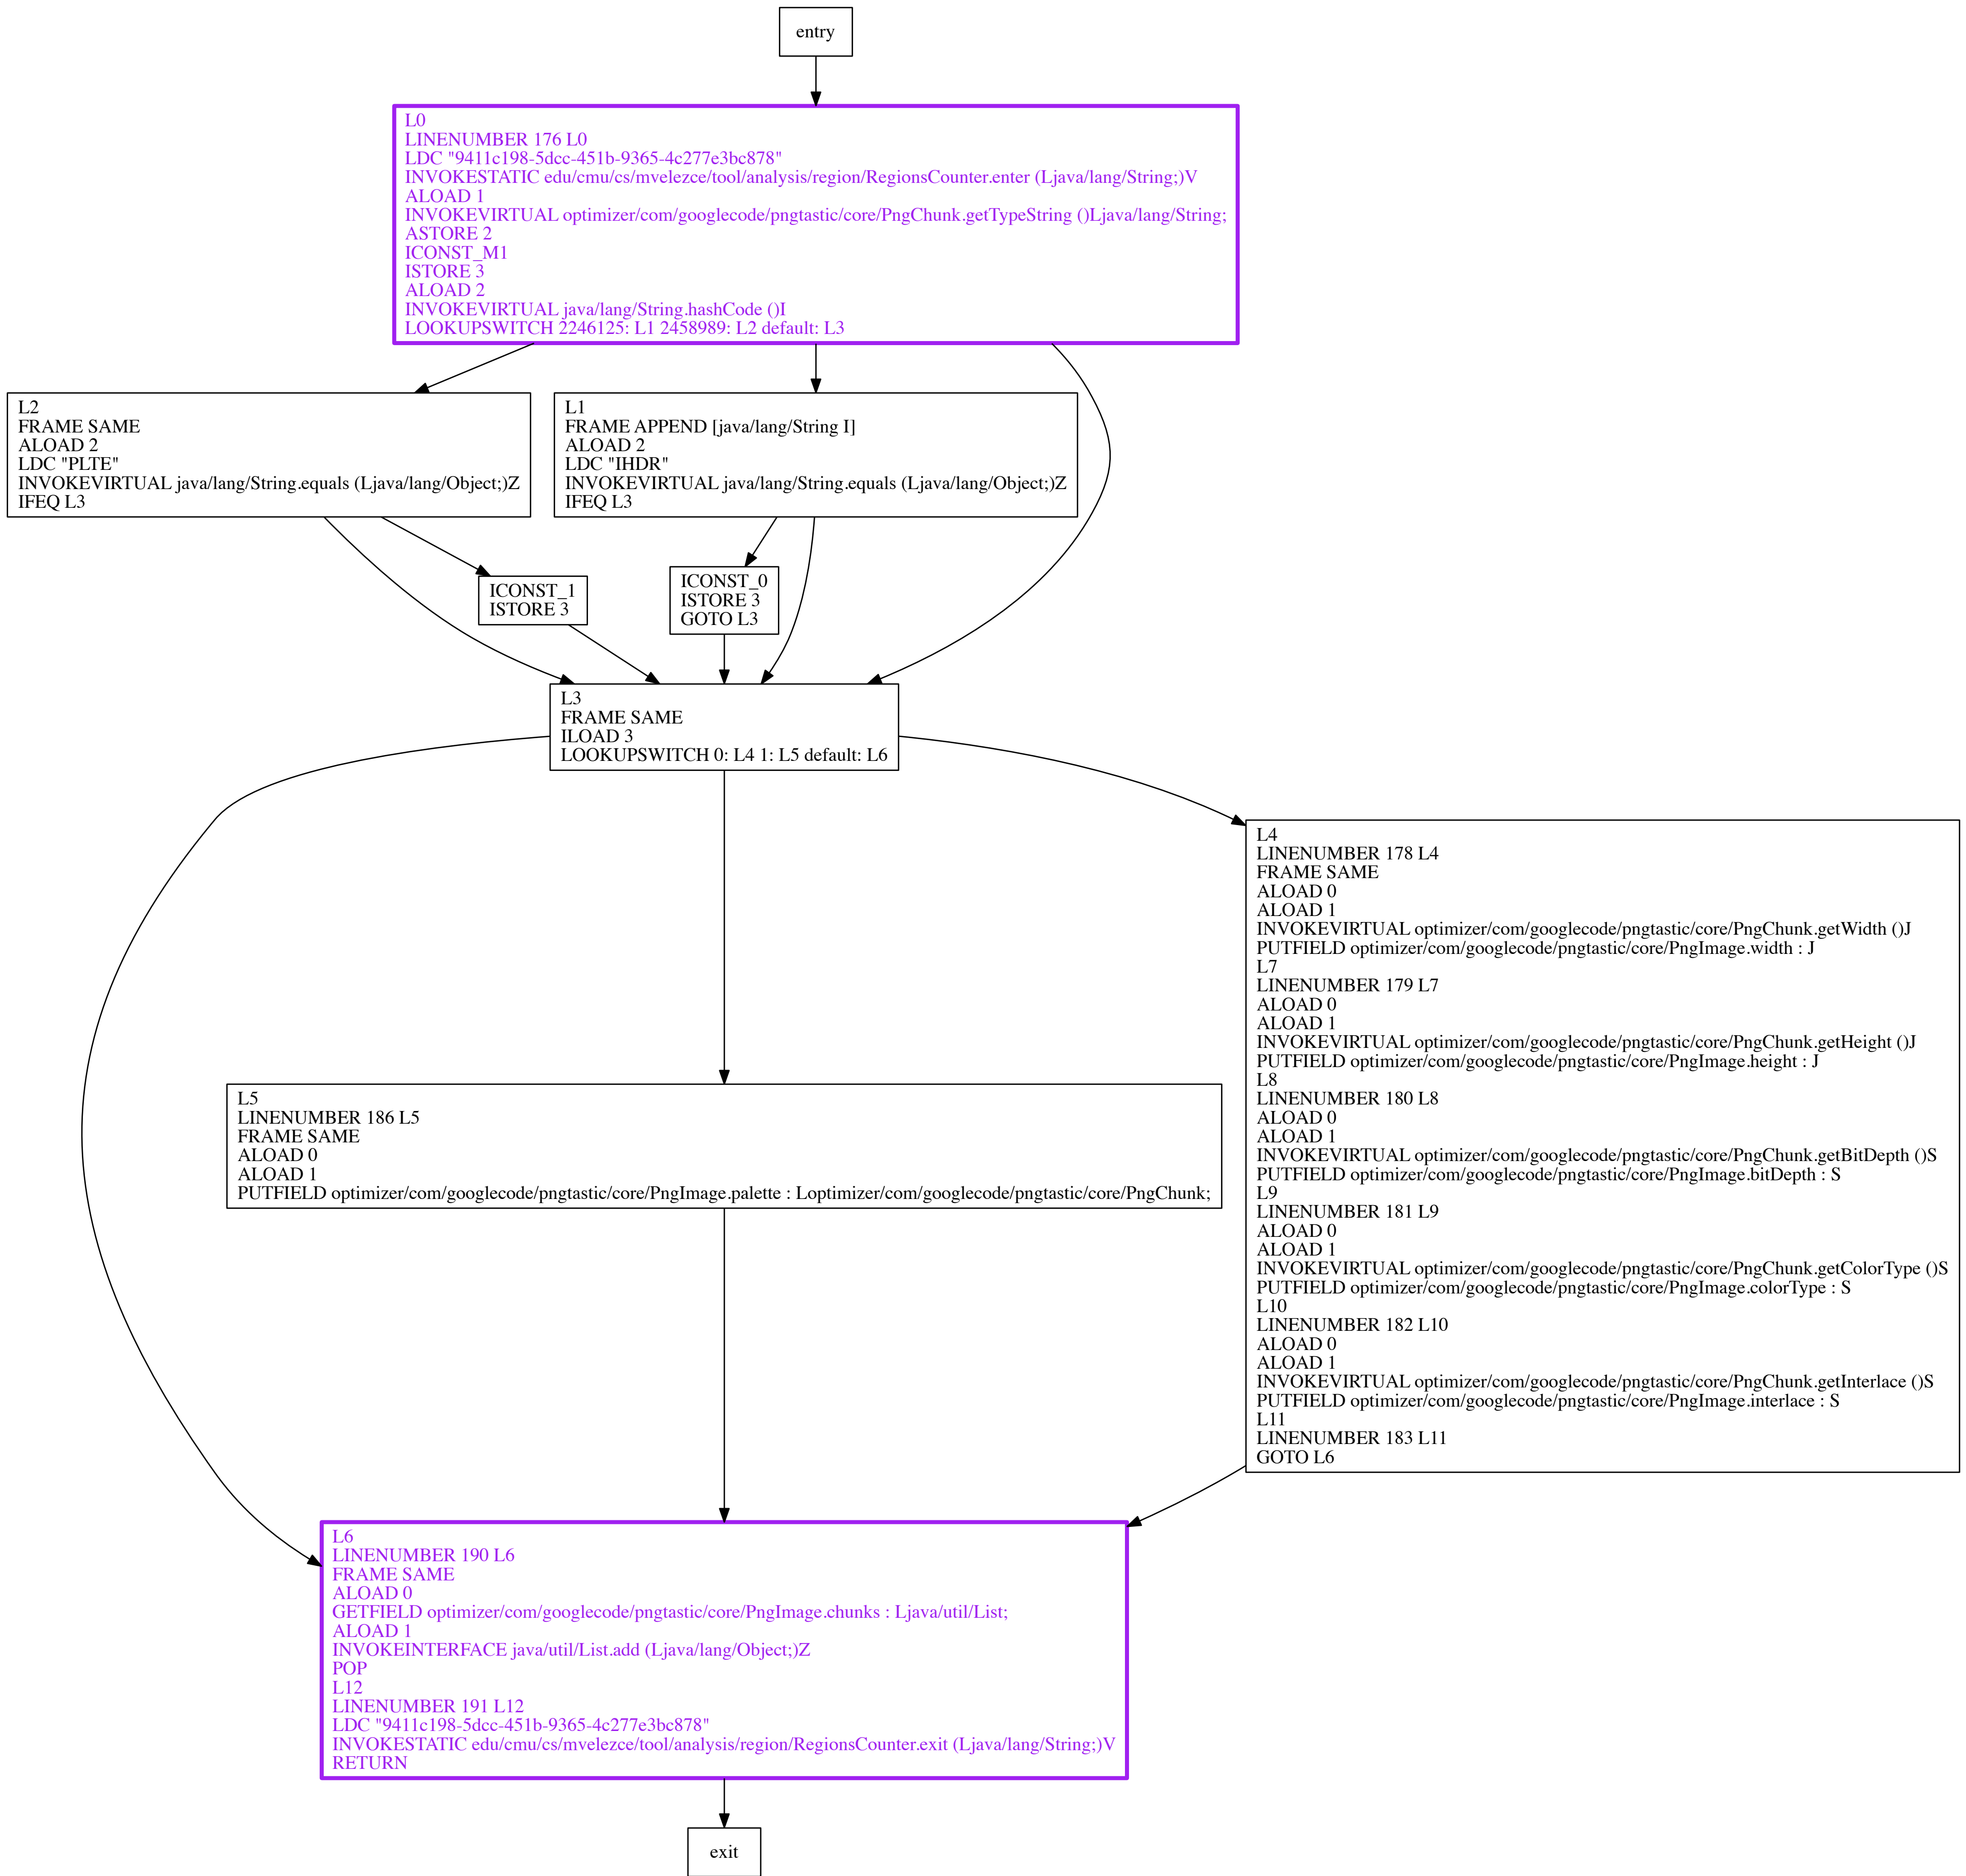 entry
L0
LINENUMBER 176 L0
LDC "9411c198-5dcc-451b-9365-4c277e3bc878"
INVOKESTATIC edu/cmu/cs/mvelezce/tool/analysis/region/RegionsCounter.enter (Ljava/lang/String;)V
ALOAD 1
INVOKEVIRTUAL optimizer/com/googlecode/pngtastic/core/PngChunk.getTypeString ()Ljava/lang/String;
ASTORE 2
ICONST_M1
ISTORE 3
ALOAD 2
INVOKEVIRTUAL java/lang/String.hashCode ()I
LOOKUPSWITCH 2246125: L1 2458989: L2 default: L3
L2
FRAME SAME
ALOAD 2
LDC "PLTE"
INVOKEVIRTUAL java/lang/String.equals (Ljava/lang/Object;)Z
IFEQ L3
L1
FRAME APPEND [java/lang/String I]
ALOAD 2
LDC "IHDR"
INVOKEVIRTUAL java/lang/String.equals (Ljava/lang/Object;)Z
IFEQ L3
ICONST_1
ISTORE 3
ICONST_0
ISTORE 3
GOTO L3
L3
FRAME SAME
ILOAD 3
LOOKUPSWITCH 0: L4 1: L5 default: L6
L4
LINENUMBER 178 L4
FRAME SAME
ALOAD 0
ALOAD 1
INVOKEVIRTUAL optimizer/com/googlecode/pngtastic/core/PngChunk.getWidth ()J
PUTFIELD optimizer/com/googlecode/pngtastic/core/PngImage.width : J
L7
LINENUMBER 179 L7
ALOAD 0
ALOAD 1
INVOKEVIRTUAL optimizer/com/googlecode/pngtastic/core/PngChunk.getHeight ()J
PUTFIELD optimizer/com/googlecode/pngtastic/core/PngImage.height : J
L8
LINENUMBER 180 L8
ALOAD 0
ALOAD 1
INVOKEVIRTUAL optimizer/com/googlecode/pngtastic/core/PngChunk.getBitDepth ()S
PUTFIELD optimizer/com/googlecode/pngtastic/core/PngImage.bitDepth : S
L9
LINENUMBER 181 L9
ALOAD 0
ALOAD 1
INVOKEVIRTUAL optimizer/com/googlecode/pngtastic/core/PngChunk.getColorType ()S
PUTFIELD optimizer/com/googlecode/pngtastic/core/PngImage.colorType : S
L10
LINENUMBER 182 L10
ALOAD 0
ALOAD 1
INVOKEVIRTUAL optimizer/com/googlecode/pngtastic/core/PngChunk.getInterlace ()S
PUTFIELD optimizer/com/googlecode/pngtastic/core/PngImage.interlace : S
L11
LINENUMBER 183 L11
GOTO L6
L5
LINENUMBER 186 L5
FRAME SAME
ALOAD 0
ALOAD 1
PUTFIELD optimizer/com/googlecode/pngtastic/core/PngImage.palette : Loptimizer/com/googlecode/pngtastic/core/PngChunk;
L6
LINENUMBER 190 L6
FRAME SAME
ALOAD 0
GETFIELD optimizer/com/googlecode/pngtastic/core/PngImage.chunks : Ljava/util/List;
ALOAD 1
INVOKEINTERFACE java/util/List.add (Ljava/lang/Object;)Z
POP
L12
LINENUMBER 191 L12
LDC "9411c198-5dcc-451b-9365-4c277e3bc878"
INVOKESTATIC edu/cmu/cs/mvelezce/tool/analysis/region/RegionsCounter.exit (Ljava/lang/String;)V
RETURN
exit